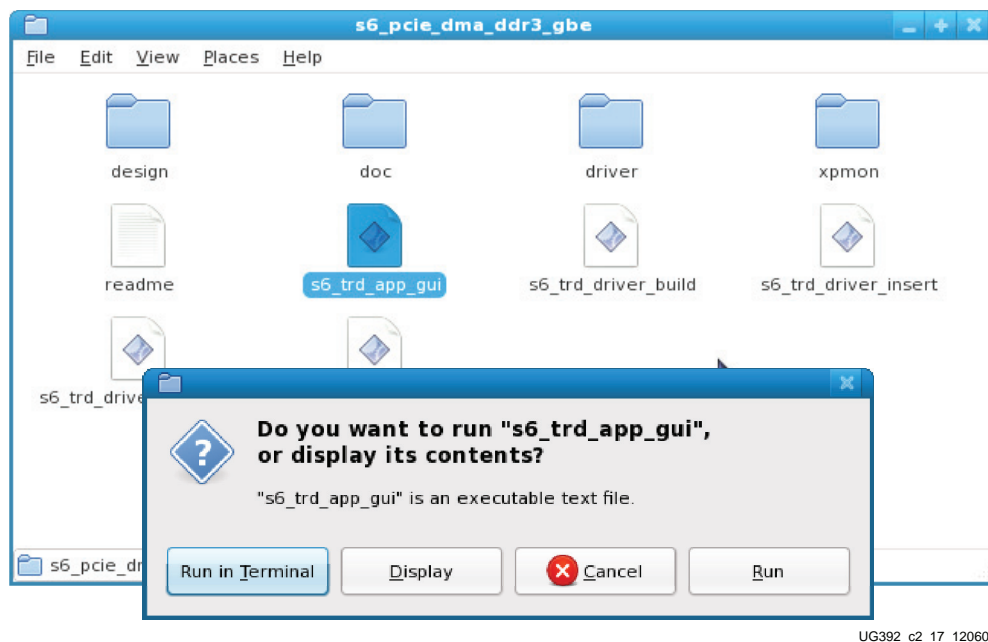 s6_pcie_dma_ddr3_gbe
File Edit View Places Help
design doc driver xpmon
readme s6_trd_app_gui s6_trd_driver_build s6_trd_driver_insert
s6_trd_drive
Do you want to run "s6_trd_app_gui",
or display its contents?
"s6_trd_app_gui" is an executable text file.
s6_pcie_dm
Run in Terminal Display Cancel Run
UG392_c2_17_12060